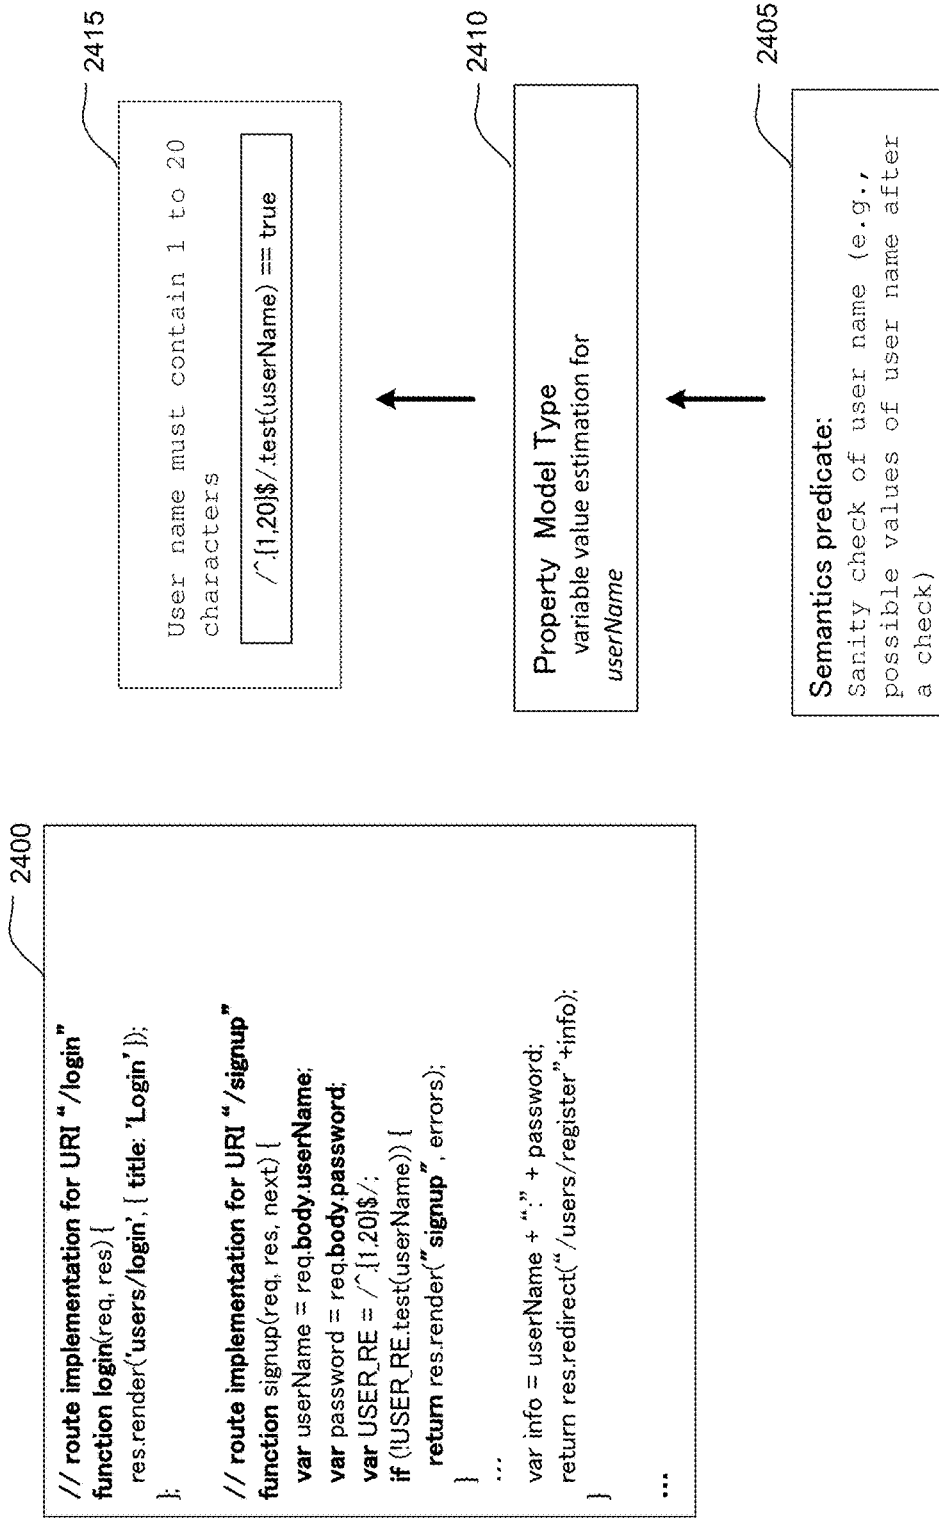 2400
// route implementation for URI “/login”
function login(req, res) {
res.render(‘users/login’, { title: 'Login' });
};
// route implementation for URI “/signup”
function signup(req, res, next) {
var userName = req.body.userName;
var password = req.body.password;
var USER_RE = /^.{1,20}$/;
if (!USER_RE.test(userName)) {
return res.render("signup", errors);
}
...
var info = userName + “:” + password;
return res.redirect(“/users/register”+info);
}
...
2415
User name must contain 1 to 20
characters
/^.{1,20}$/.test(userName) == true
2410
Property Model Type
variable value estimation for
userName
2405
Semantics predicate:
Sanity check of user name (e.g.,
possible values of user name after
a check)